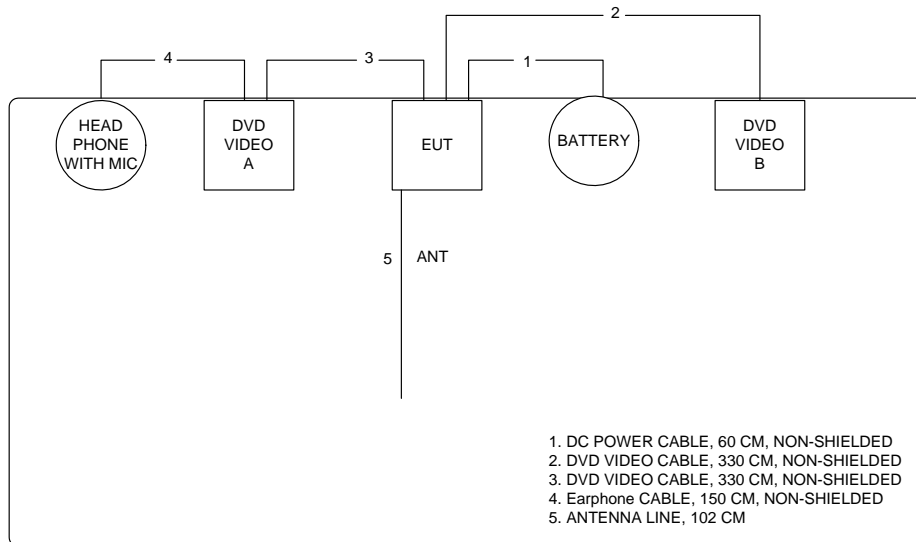 2
4
3
1
HEAD
PHONE
WITH MIC
DVD
VIDEO
A
EUT
BATTERY
DVD
VIDEO
B
5
ANT
1. DC POWER CABLE, 60 CM, NON-SHIELDED
2. DVD VIDEO CABLE, 330 CM, NON-SHIELDED
3. DVD VIDEO CABLE, 330 CM, NON-SHIELDED
4. Earphone CABLE, 150 CM, NON-SHIELDED
5. ANTENNA LINE, 102 CM